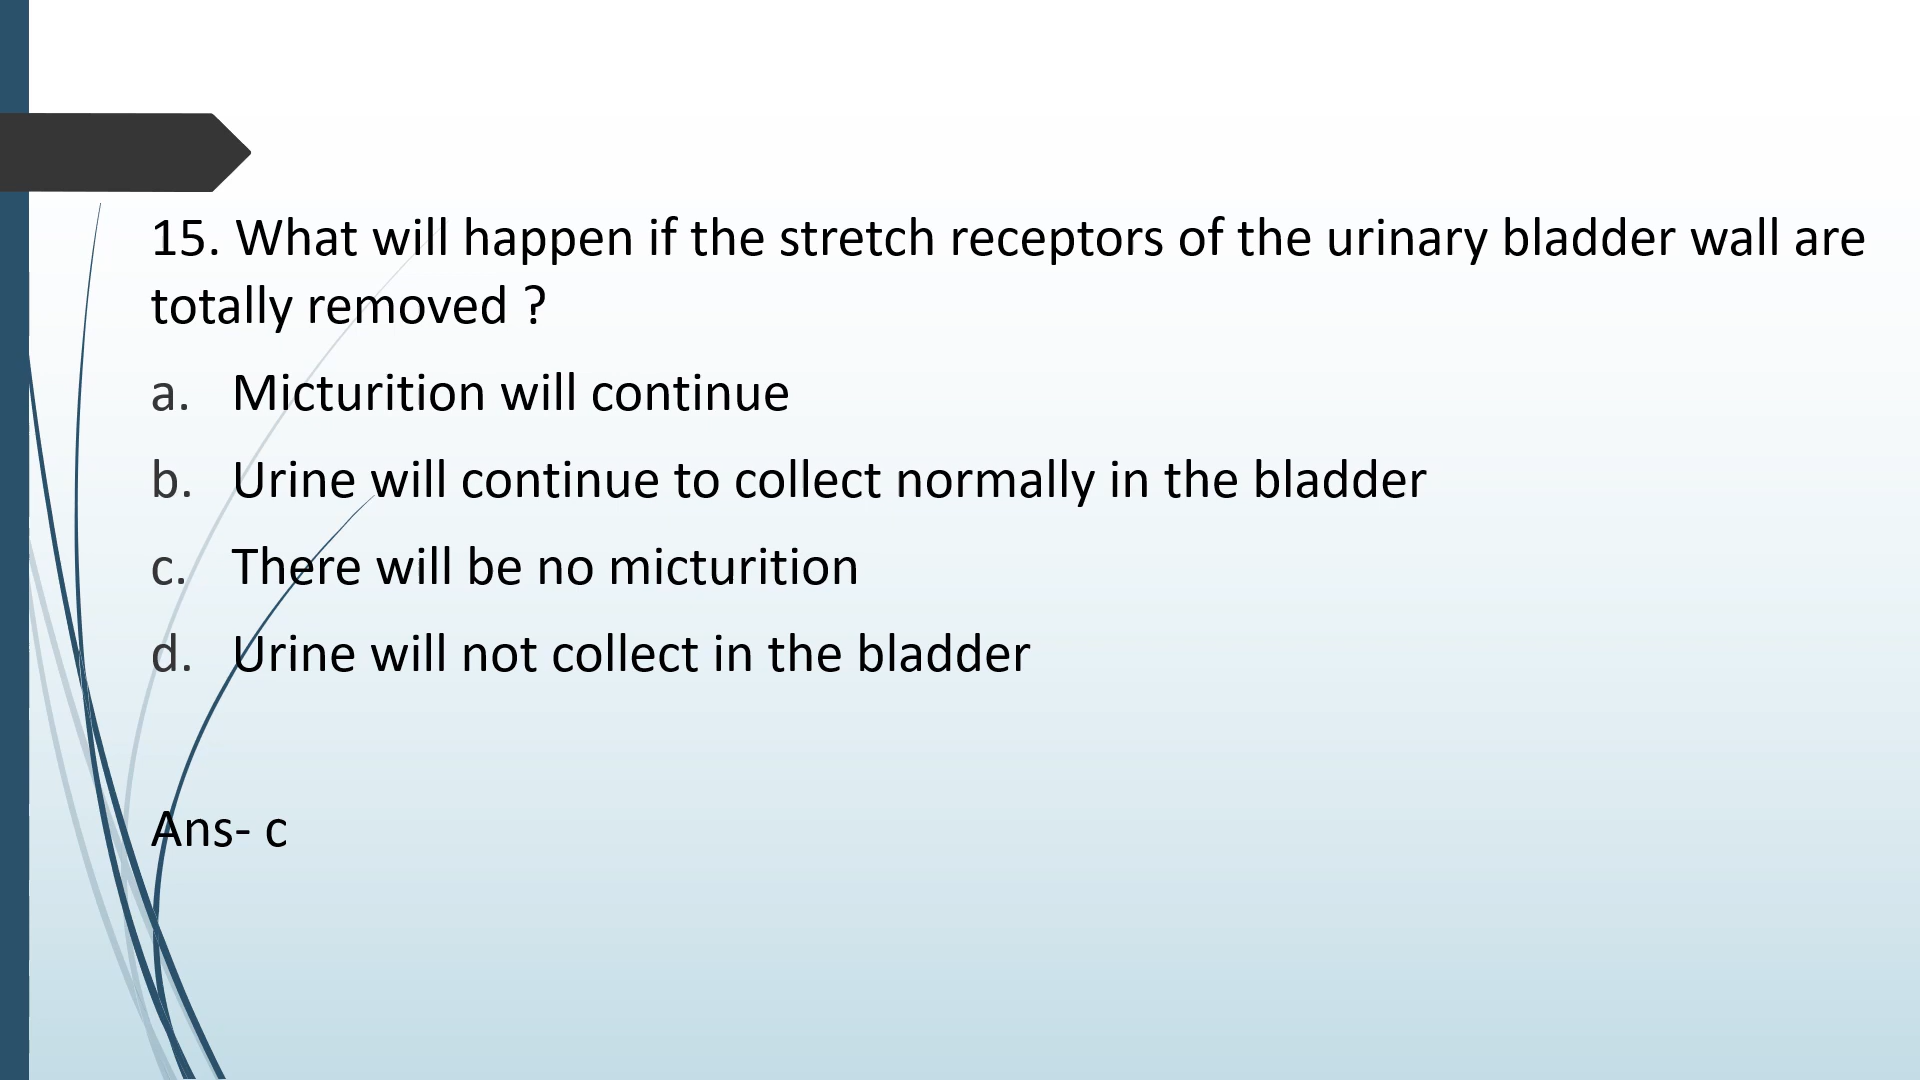 15. What will happen if the stretch receptors of the urinary bladder wall are
totally removed ?
a. Micturition will continue
b. Urine will continue to collect normally in the bladder
c. There will be no micturition
d. Urine will not collect in the bladder
Ans- c